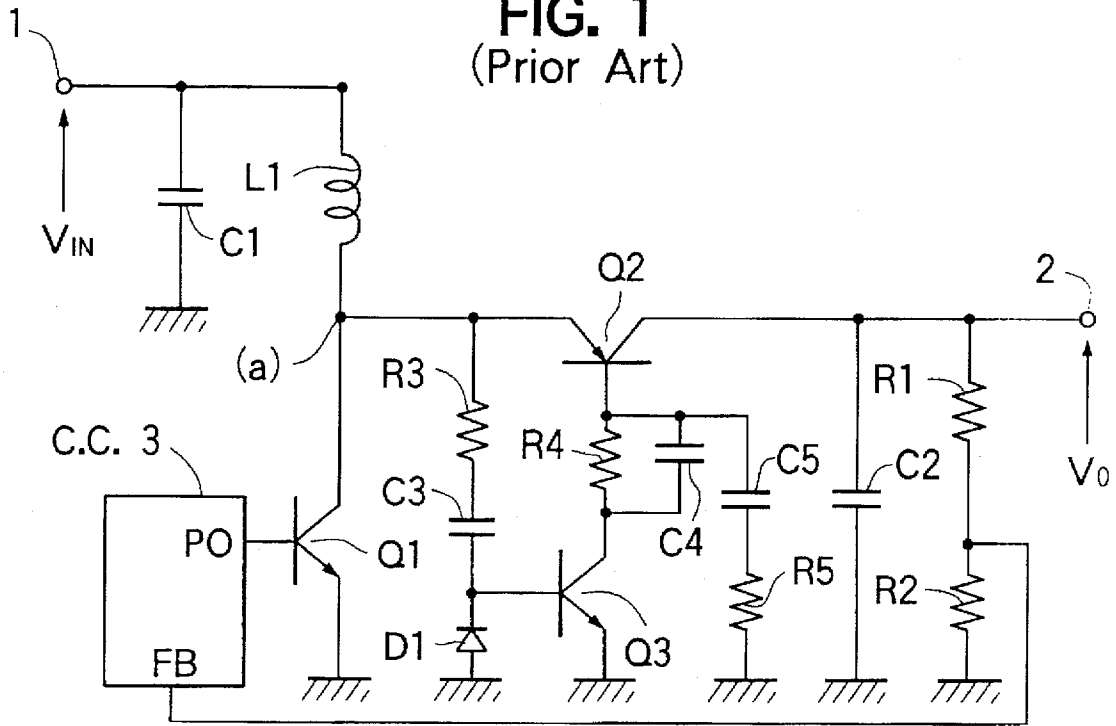 FIG. 1
(Prior Art)
1
L1
VIN
C1
Q2
2
(a)
R3
R1
C.C. 3
R4
C5
C2
VO
C3
C4
PO
Q1
R5
R2
D1
Q3
FB